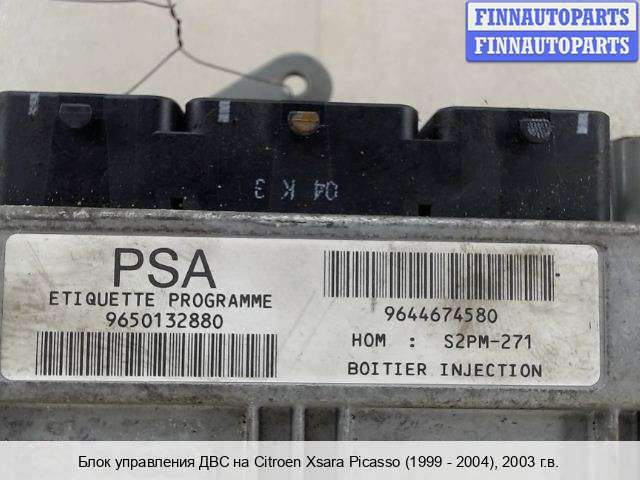 FINNAUTOPARTS
FINNAUTOPARTS
04 K 3
PSA
ETIQUETTE PROGRAMME
9650132880
9644674580
HOM : S2PM-271
BOITIER INJECTION
Блок управления ДВС на Citroen Xsara Picasso (1999 - 2004), 2003 г.в.